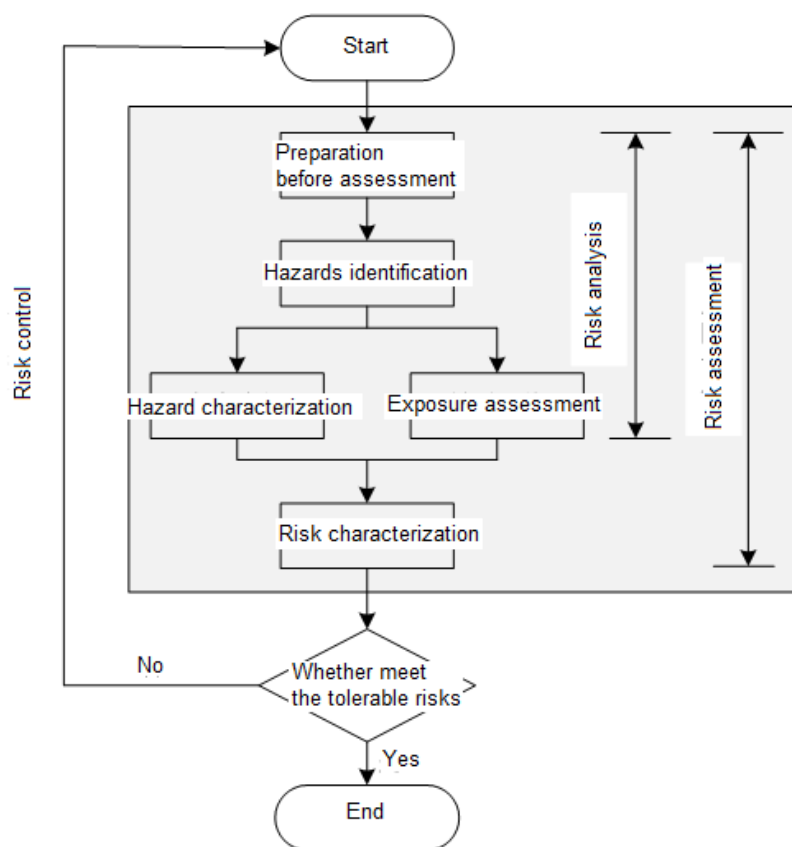 Start
Preparation
before assessment
Hazards identification
Hazard characterization
Exposure assessment
Risk characterization
Risk analysis
Risk assessment
Risk control
Whether meet
the tolerable risks
No
Yes
End